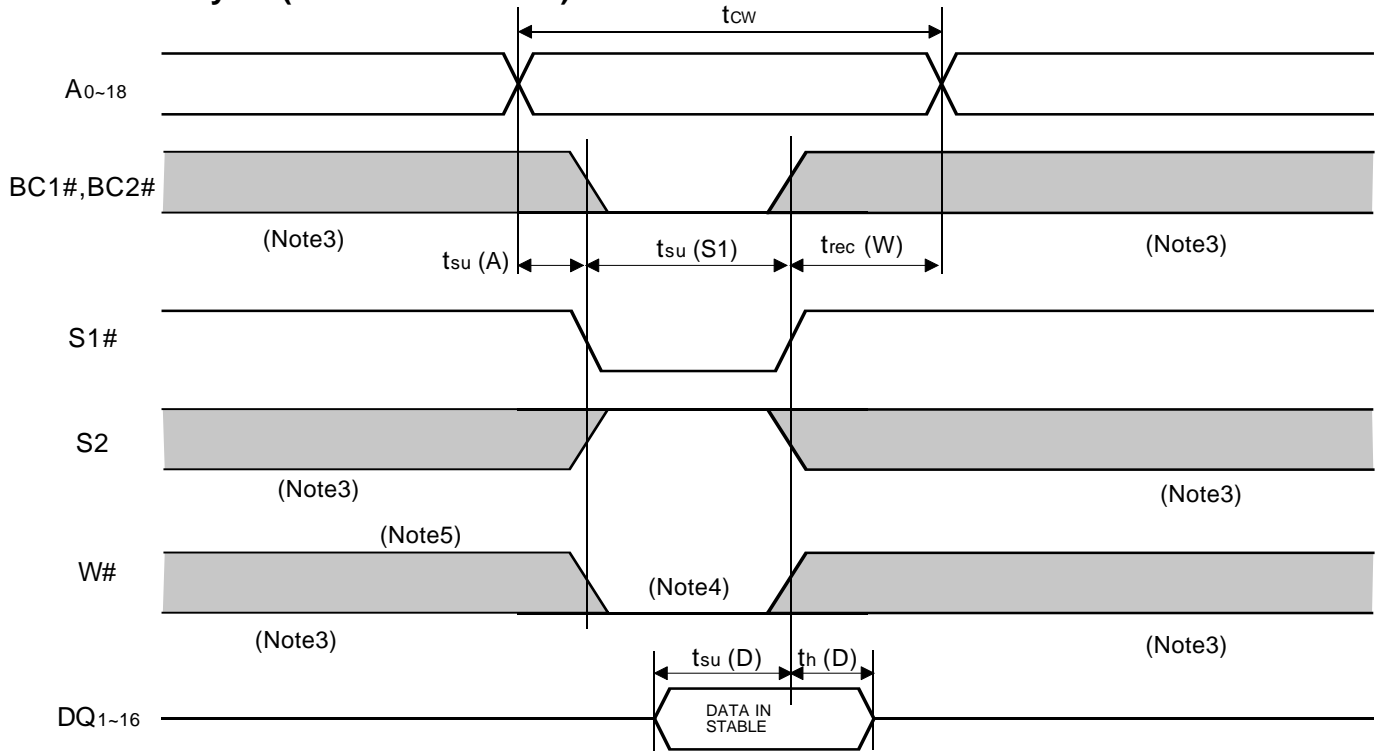 tcw
A0~18
BC1#,BC2#
(Note3)
(Note3)
tsu (A)
tsu (S1)
trec (W)
S1#
S2
(Note3)
(Note3)
(Note5)
W#
(Note4)
(Note3)
(Note3)
tsu (D)
th (D)
DQ1~16
DATA IN
STABLE